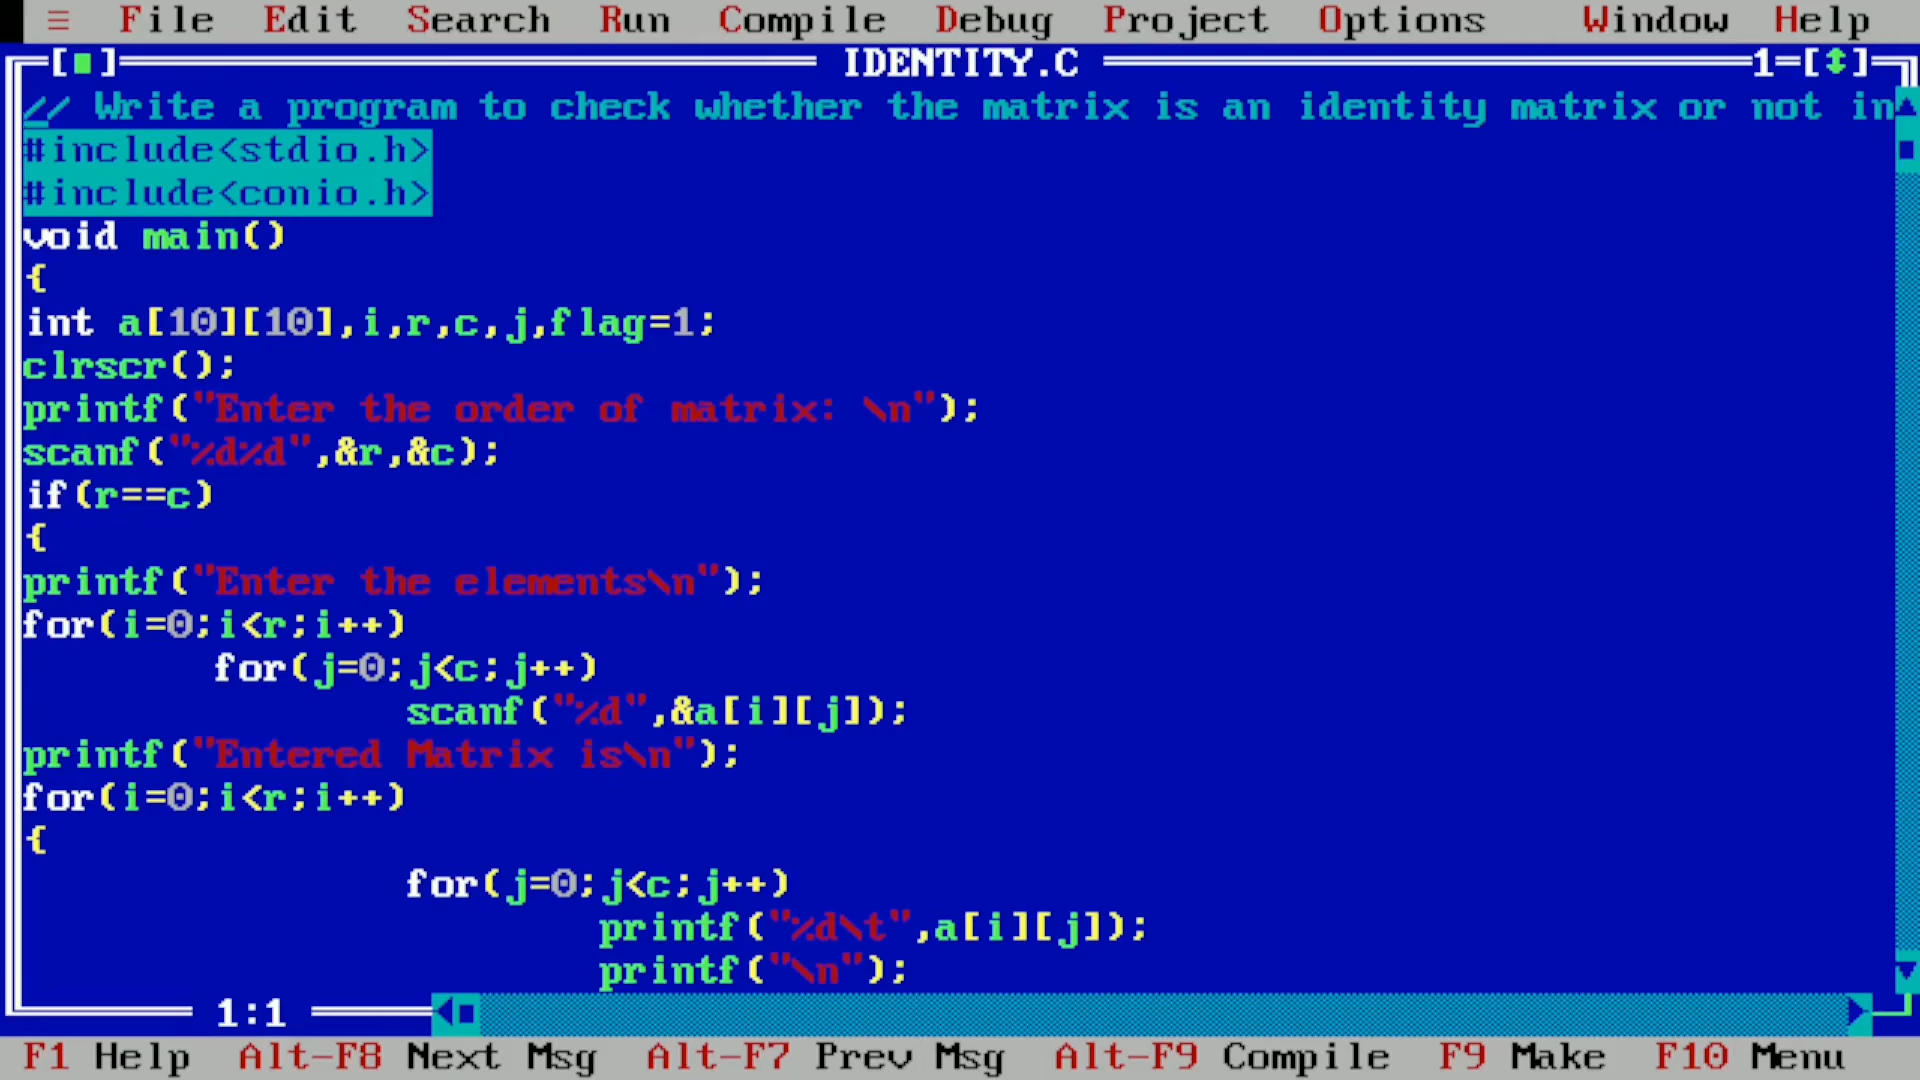 ≡ File Edit Search Run Compile Debug Project Options Window Help
[■] IDENTITY.C 1=[↕]
// Write a program to check whether the matrix is an identity matrix or not in
#include<stdio.h>
#include<conio.h>
void main()
{
int a[10][10],i,r,c,j,flag=1;
clrscr();
printf("Enter the order of matrix: \n");
scanf("%d%d",&r,&c);
if(r==c)
{
printf("Enter the elements\n");
for(i=0;i<r;i++)
        for(j=0;j<c;j++)
                scanf("%d",&a[i][j]);
printf("Entered Matrix is\n");
for(i=0;i<r;i++)
{
                for(j=0;j<c;j++)
                        printf("%d\t",a[i][j]);
                        printf("\n");
1:1
F1 Help Alt-F8 Next Msg Alt-F7 Prev Msg Alt-F9 Compile F9 Make F10 Menu